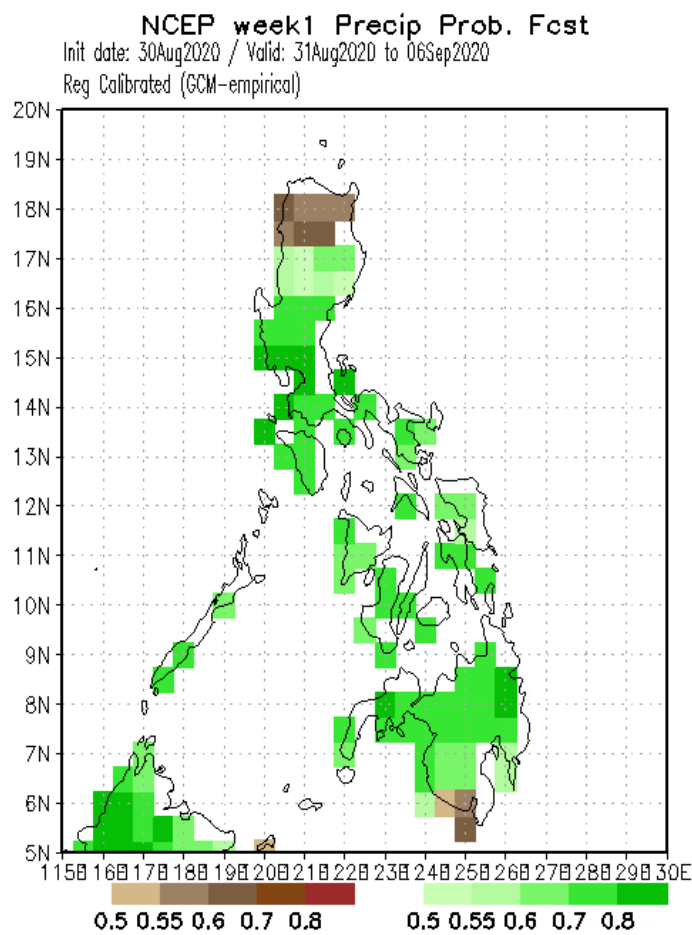 NCEP week1 Precip Prob. Fcst
Init date: 30Aug2020 / Valid: 31Aug2020 to 06Sep2020
Reg Calibrated (GCM-empirical)
20N
19N
18N
17N
16N
15N
14N
13N
12N
11N
10N
9N
8N
7N
6N
5N
115E 116E 117E 118E 119E 120E 121E 122E 123E 124E 125E 126E 127E 128E 129E 130E
0.5 0.55 0.6 0.7 0.8 0.5 0.55 0.6 0.7 0.8